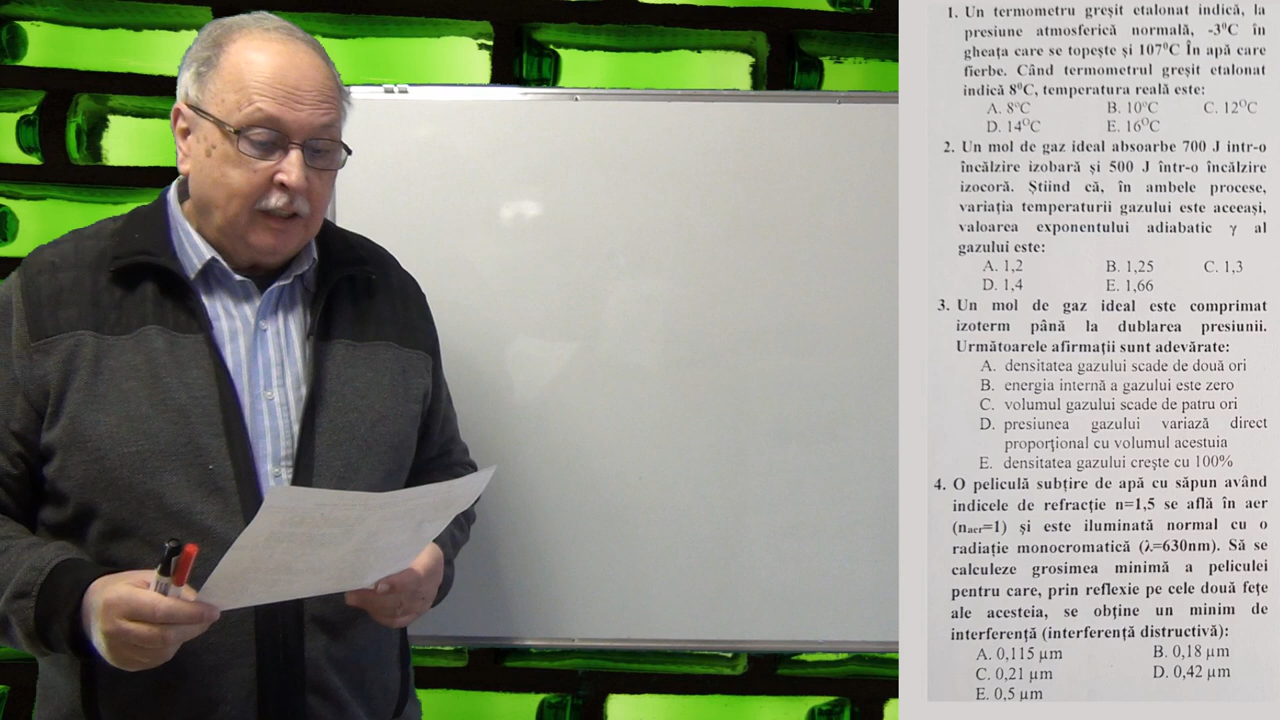 1. Un termometru greşit etalonat indică, la
presiune atmosferică normală, -3⁰C în
gheaţa care se topeşte şi 107⁰C În apă care
fierbe. Când termometrul greşit etalonat
indică 8⁰C, temperatura reală este:
A. 8ºC B. 10ºC C. 12ºC
D. 14ºC E. 16ºC
2. Un mol de gaz ideal absoarbe 700 J intr-o
încălzire izobară şi 500 J într-o încălzire
izocoră. Ştiind că, în ambele procese,
variaţia temperaturii gazului este aceeaşi,
valoarea exponentului adiabatic γ al
gazului este:
A. 1,2 B. 1,25 C. 1,3
D. 1,4 E. 1,66
3. Un mol de gaz ideal este comprimat
izoterm până la dublarea presiunii.
Următoarele afirmaţii sunt adevărate:
A. densitatea gazului scade de două ori
B. energia internă a gazului este zero
C. volumul gazului scade de patru ori
D. presiunea gazului variază direct
proporţional cu volumul acestuia
E. densitatea gazului creşte cu 100%
4. O peliculă subţire de apă cu săpun având
indicele de refracţie n=1,5 se află în aer
(nₐₑᵣ=1) şi este iluminată normal cu o
radiaţie monocromatică (λ=630nm). Să se
calculeze grosimea minimă a peliculei
pentru care, prin reflexie pe cele două feţe
ale acesteia, se obţine un minim de
interferenţă (interferenţă distructivă):
A. 0,115 μm B. 0,18 μm
C. 0,21 μm D. 0,42 μm
E. 0,5 μm